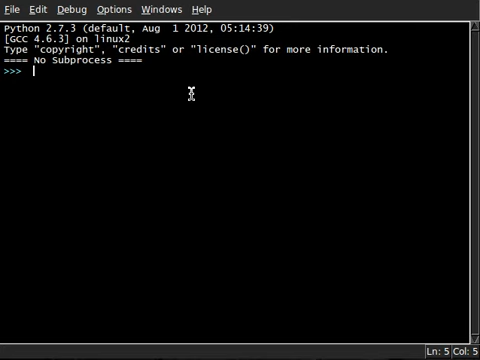 File Edit Debug Options Windows Help
Python 2.7.3 (default, Aug  1 2012, 05:14:39)
[GCC 4.6.3] on linux2
Type "copyright", "credits" or "license()" for more information.
==== No Subprocess ====
>>>
Ln: 5 Col: 5